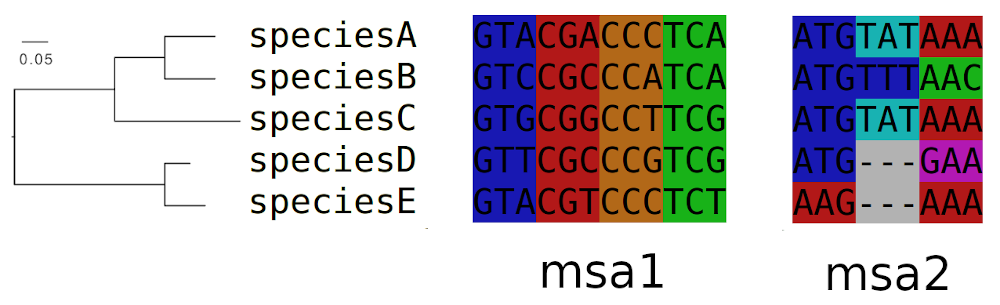 0.05
speciesA GTACGACCCTCA ATGTATAAA
speciesB GTCCGCCCATCA ATGTTTAAC
speciesC GTGCGGCCTTCG ATGTATAAA
speciesD GTTCGCCCGTCG ATG---GAA
speciesE GTACGTCCCTCT AAG---AAA
msa1 msa2